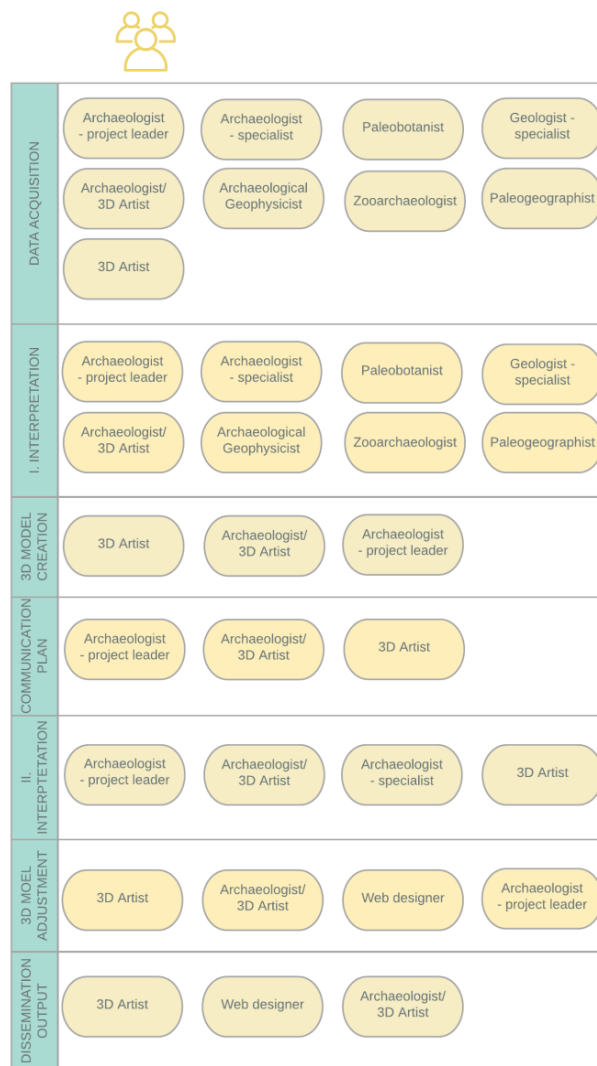 DATA ACQUISITION
Archaeologist
- project leader
Archaeologist
- specialist
Paleobotanist
Geologist -
specialist
Archaeologist/
3D Artist
Archaeological
Geophysicist
Zooarchaeologist
Paleogeographist
3D Artist
I. INTERPRETATION
Archaeologist
- project leader
Archaeologist
- specialist
Paleobotanist
Geologist -
specialist
Archaeologist/
3D Artist
Archaeological
Geophysicist
Zooarchaeologist
Paleogeographist
3D MODEL
CREATION
3D Artist
Archaeologist/
3D Artist
Archaeologist
- project leader
COMMUNICATION
PLAN
Archaeologist
- project leader
Archaeologist/
3D Artist
3D Artist
II.
INTERPTETATION
Archaeologist
- project leader
Archaeologist/
3D Artist
Archaeologist
- specialist
3D Artist
3D MOEL
ADJUSTMENT
3D Artist
Archaeologist/
3D Artist
Web designer
Archaeologist
- project leader
DISSEMINATION
OUTPUT
3D Artist
Web designer
Archaeologist/
3D Artist